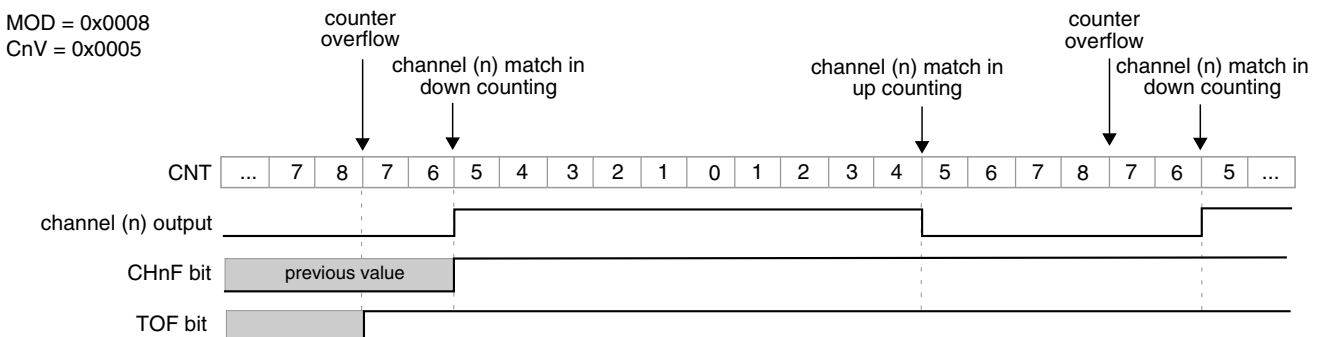 MOD = 0x0008
CnV = 0x0005
counter
overflow
channel (n) match in
down counting
channel (n) match in
up counting
counter
overflow
channel (n) match in
down counting
CNT ... 7 8 7 6 5 4 3 2 1 0 1 2 3 4 5 6 7 8 7 6 5 ...
channel (n) output
CHnF bit previous value
TOF bit